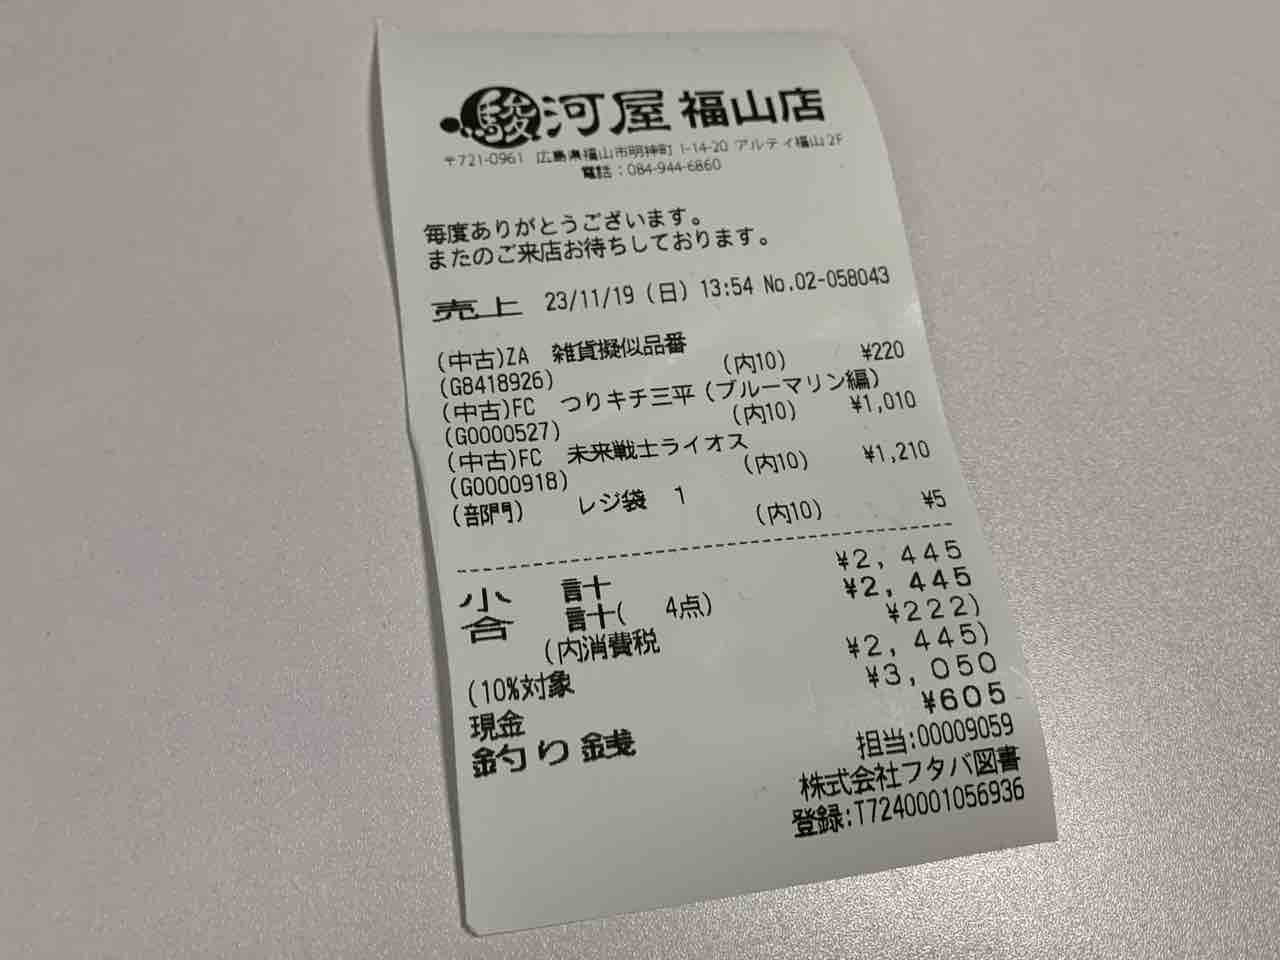 駿河屋 福山店
〒721-0961 広島県福山市明神町 1-14-20 アルティ福山 2F
電話：084-944-6860
毎度ありがとうございます。
またのご来店お待ちしております。
売上 23/11/19 (日) 13:54 No.02-058043
(中古)ZA 雑貨擬似品番
(G8418926) (内10) ¥220
(中古)FC つりキチ三平 (ブルーマリン編)
(G0000527) (内10) ¥1,010
(中古)FC 未来戦士ライオス
(G0000918) (内10) ¥1,210
(部門) レジ袋 1
(内10) ¥5
小計 ¥2,445
合計( 4点) ¥2,445
(内消費税 ¥222)
(10%対象 ¥2,445)
現金 ¥3,050
釣り銭 ¥605
担当:00009059
株式会社フタバ図書
登録:T7240001056936